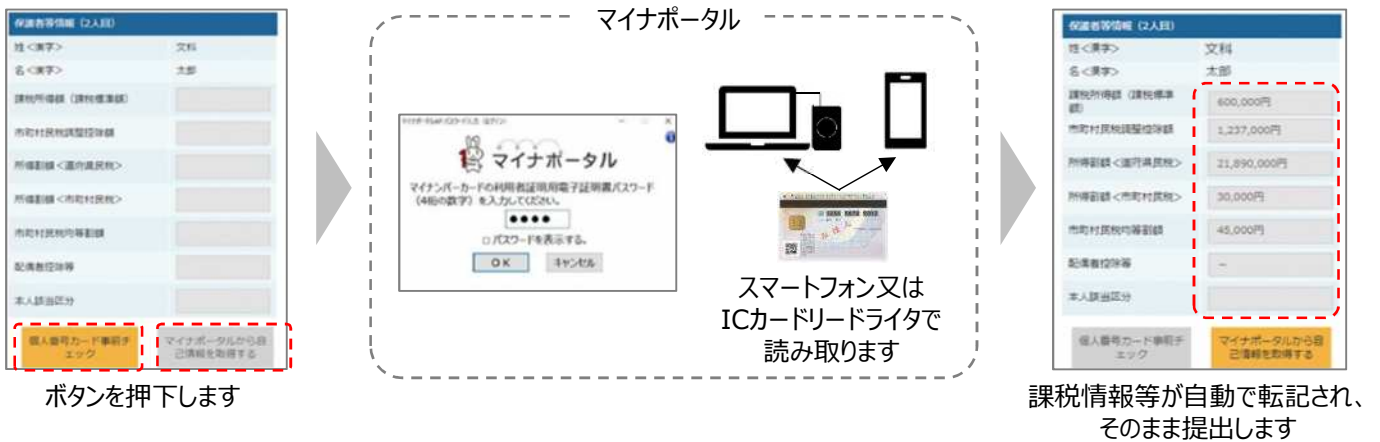 保護者等情報（2人目）
姓<漢字> 文科
名<漢字> 太郎
課税所得額（課税標準額）
市町村民税調整控除額
所得割額<道府県民税>
所得割額<市町村民税>
市町村民税均等割額
配偶者控除等
本人該当区分
個人番号カード事前チ
ェック
マイナポータルから自
己情報を取得する
ボタンを押下します
マイナポータル
マイナポータル
マイナンバーカードの利用者証明用電子証明書パスワード
（4桁の数字）を入力してください。
●●●●
□パスワードを表示する。
OK キャンセル
スマートフォン又は
ICカードリードライタで
読み取ります
保護者等情報（2人目）
姓<漢字> 文科
名<漢字> 太郎
課税所得額（課税標準
額） 600,000円
市町村民税調整控除額 1,237,000円
所得割額<道府県民税> 21,890,000円
所得割額<市町村民税> 30,000円
市町村民税均等割額 45,000円
配偶者控除等 －
本人該当区分
個人番号カード事前チ
ェック
マイナポータルから自
己情報を取得する
課税情報等が自動で転記され、
そのまま提出します